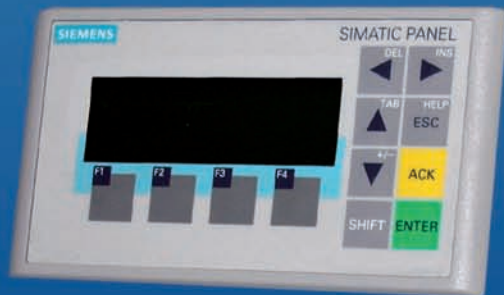 SIEMENS
SIMATIC PANEL
DEL
INS
TAB
HELP
ESC
+/-
ACK
F1
F2
F3
F4
SHIFT
ENTER